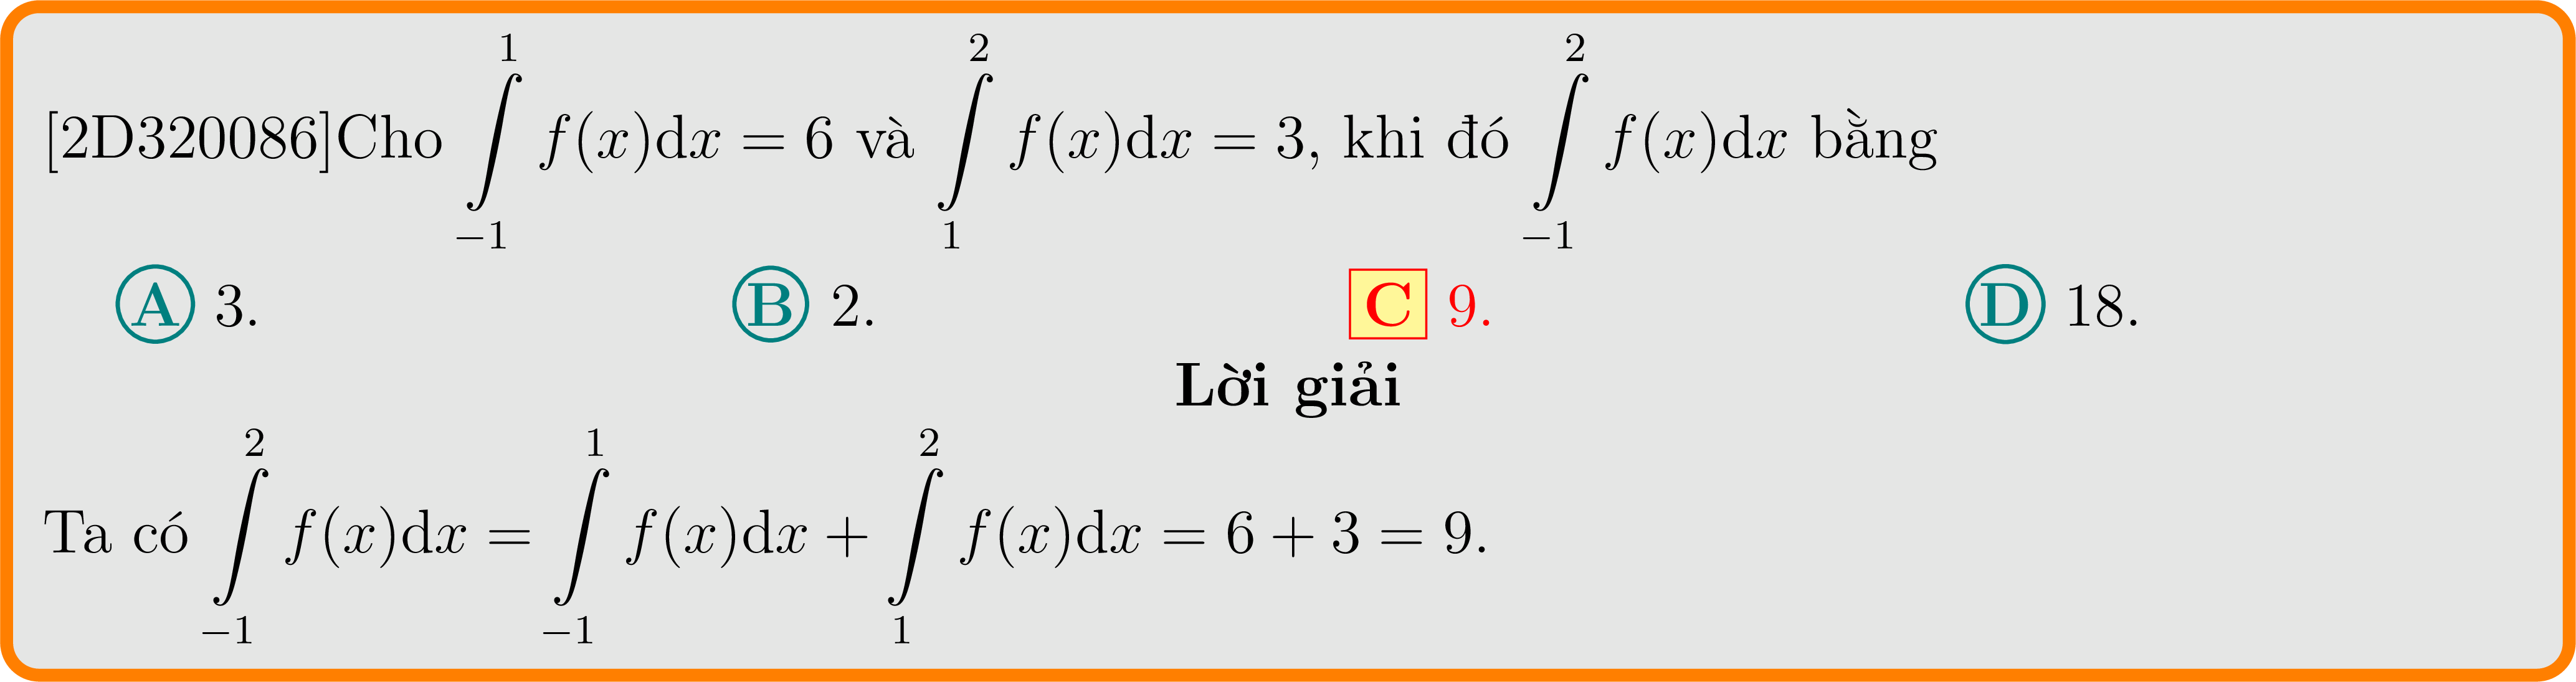 [2D320086]Cho $\int\limits_{-1}^{1} f(x)\mathrm{d}x = 6$ và $\int\limits_{1}^{2} f(x)\mathrm{d}x = 3$, khi đó $\int\limits_{-1}^{2} f(x)\mathrm{d}x$ bằng
A 3. B 2. C 9. D 18.
Lời giải
Ta có $\int\limits_{-1}^{2} f(x)\mathrm{d}x = \int\limits_{-1}^{1} f(x)\mathrm{d}x + \int\limits_{1}^{2} f(x)\mathrm{d}x = 6 + 3 = 9.$